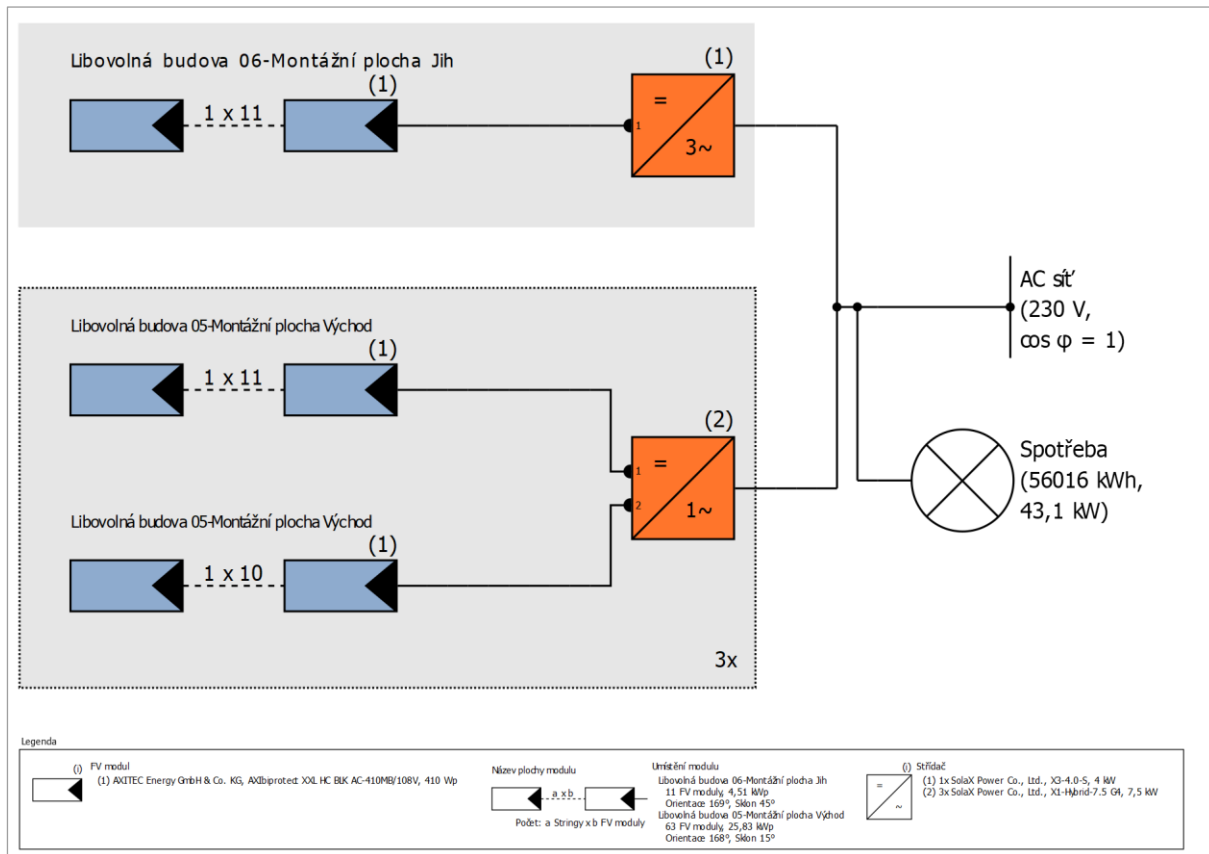 Libovolná budova 06-Montážní plocha Jih
(1)
(1)
1 x 11
=
1
3~
Libovolná budova 05-Montážní plocha Východ
(1)
1 x 11
AC síť
(230 V,
cos φ = 1)
(2)
=
1
2
1~
Spotřeba
(56016 kWh,
43,1 kW)
Libovolná budova 05-Montážní plocha Východ
(1)
1 x 10
3x
Legenda
(i) FV modul
(1) AXITEC Energy GmbH & Co. KG, AXIbiprotect XXL HC BLK AC-410MB/108V, 410 Wp
Název plochy modulu
a x b
Počet: a Stringy x b FV moduly
Umístění modulu
Libovolná budova 06-Montážní plocha Jih
11 FV moduly, 4,51 kWp
Orientace 169°, Sklon 45°
Libovolná budova 05-Montážní plocha Východ
63 FV moduly, 25,83 kWp
Orientace 168°, Sklon 15°
(i) Střídač
=
~
(1) 1x SolaX Power Co., Ltd., X3-4.0-S, 4 kW
(2) 3x SolaX Power Co., Ltd., X1-Hybrid-7.5 G4, 7,5 kW